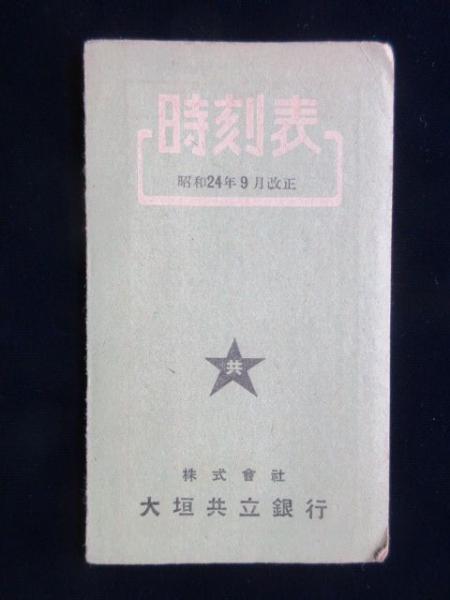 時刻表
昭和24年9月改正
共
株式會社
大垣共立銀行